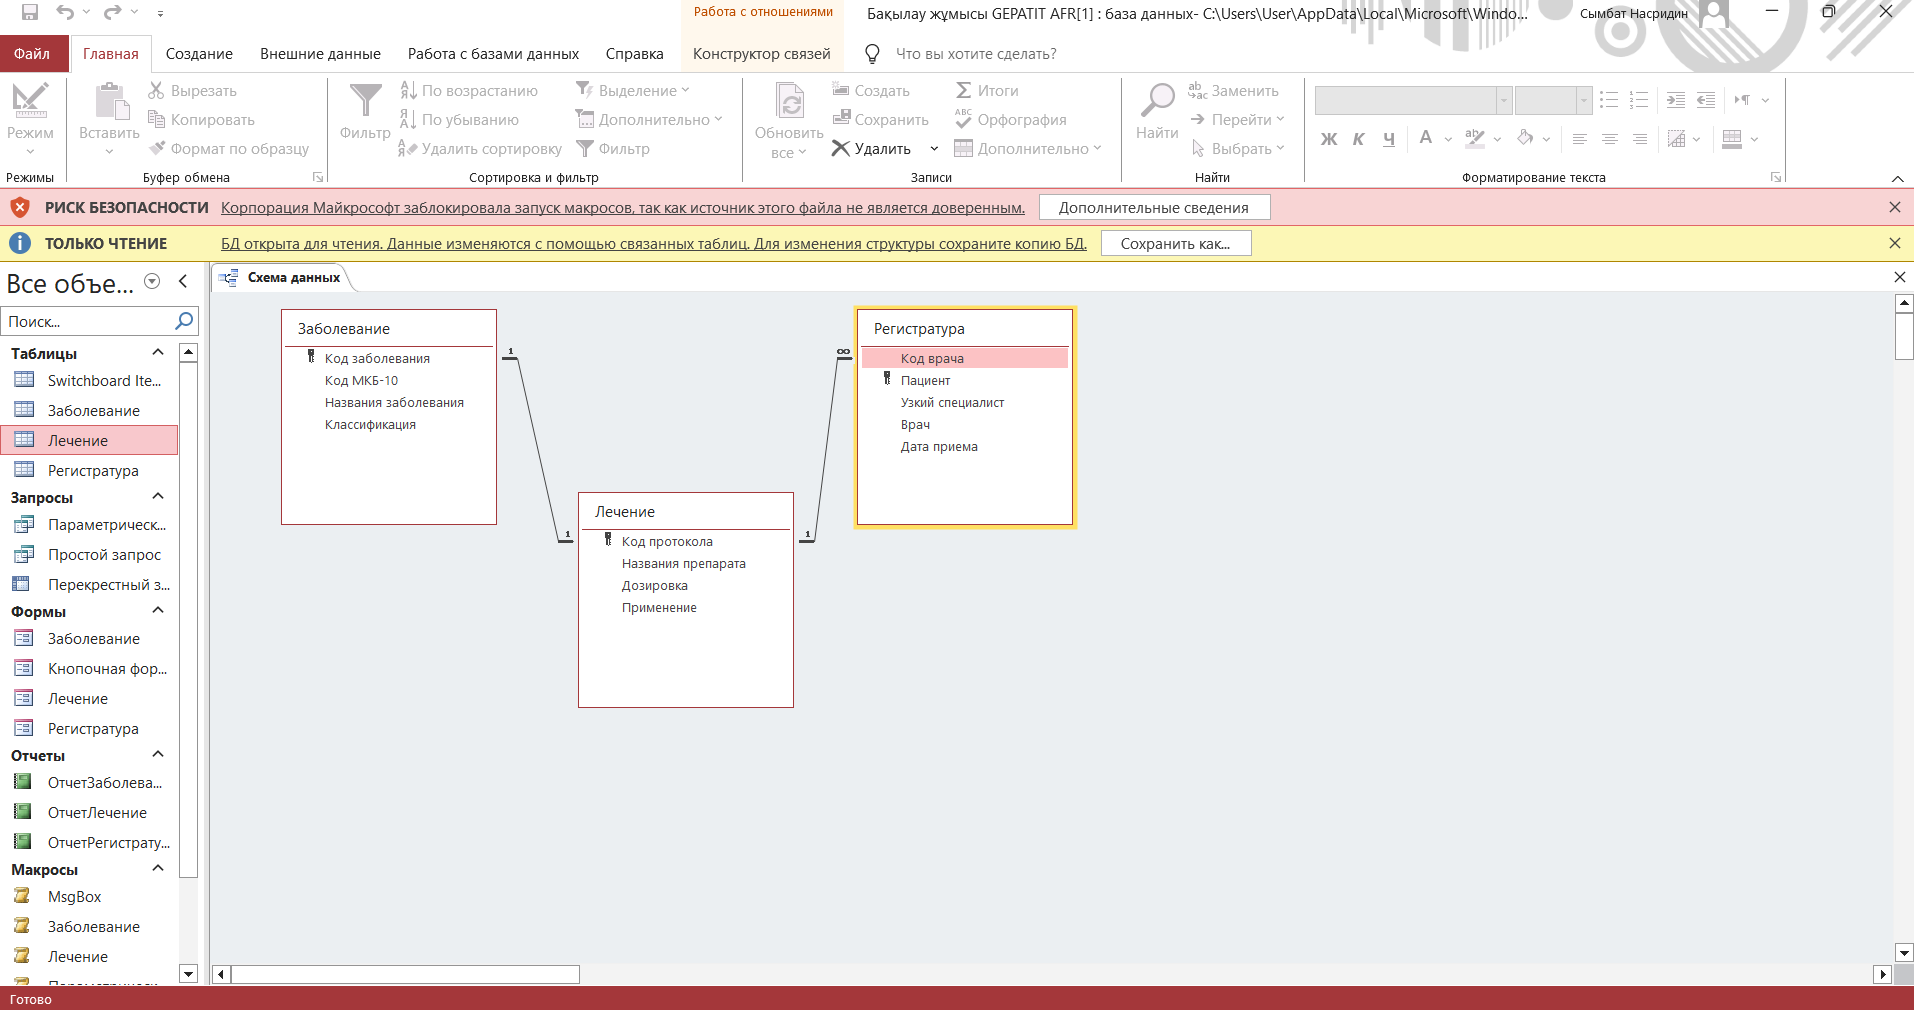 Работа с отношениями
Бақылау жұмысы GEPATIT AFR[1] : база данных- C:\Users\User\AppData\Local\Microsoft\Windo...
Сымбат Насридин
Файл
Главная
Создание
Внешние данные
Работа с базами данных
Справка
Конструктор связей
Что вы хотите сделать?
Режим
Режимы
Вставить
Вырезать
Копировать
Формат по образцу
Буфер обмена
Фильтр
По возрастанию
По убыванию
Удалить сортировку
Выделение
Дополнительно
Фильтр
Сортировка и фильтр
Обновить
все
Создать
Сохранить
Удалить
Итоги
Орфография
Дополнительно
Записи
Найти
Заменить
Перейти
Выбрать
Найти
Ж К Ч А
Форматирование текста
РИСК БЕЗОПАСНОСТИ Корпорация Майкрософт заблокировала запуск макросов, так как источник этого файла не является доверенным. Дополнительные сведения
ТОЛЬКО ЧТЕНИЕ БД открыта для чтения. Данные изменяются с помощью связанных таблиц. Для изменения структуры сохраните копию БД. Сохранить как...
Все объе...
Поиск...
Таблицы
Switchboard Ite...
Заболевание
Лечение
Регистратура
Запросы
Параметрическ...
Простой запрос
Перекрестный з...
Формы
Заболевание
Кнопочная фор...
Лечение
Регистратура
Отчеты
ОтчетЗаболева...
ОтчетЛечение
ОтчетРегистрату...
Макросы
MsgBox
Заболевание
Лечение
Схема данных
Заболевание
Код заболевания
Код МКБ-10
Названия заболевания
Классификация
1
1
Лечение
Код протокола
Названия препарата
Дозировка
Применение
1
∞
Регистратура
Код врача
Пациент
Узкий специалист
Врач
Дата приема
Готово